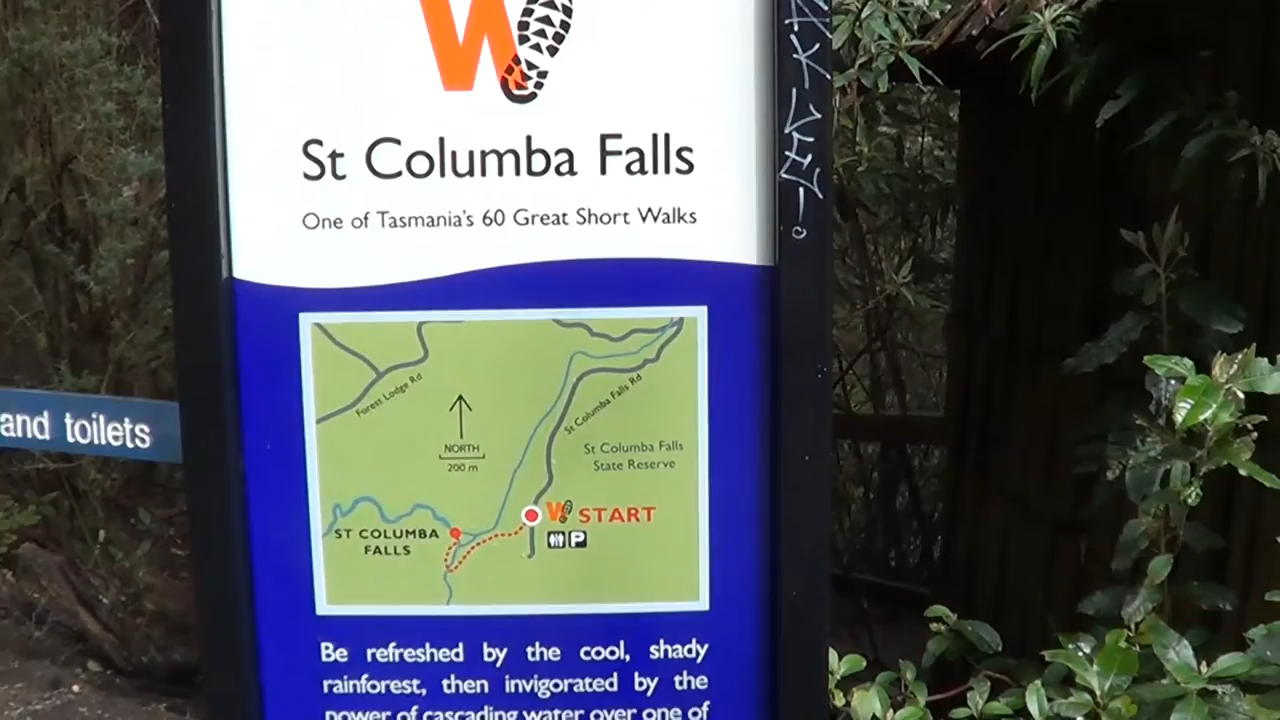 W
St Columba Falls
One of Tasmania's 60 Great Short Walks
Forest Lodge Rd
St Columba Falls Rd
NORTH
200 m
St Columba Falls
State Reserve
W START
P
ST COLUMBA
FALLS
and toilets
Be refreshed by the cool, shady
rainforest, then invigorated by the
power of cascading water over one of